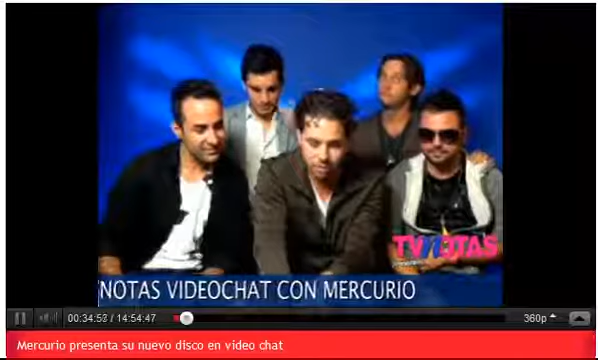 TVNOTAS
NOTAS VIDEOCHAT CON MERCURIO
00:34:53 / 14:54:47
360p
Mercurio presenta su nuevo disco en video chat